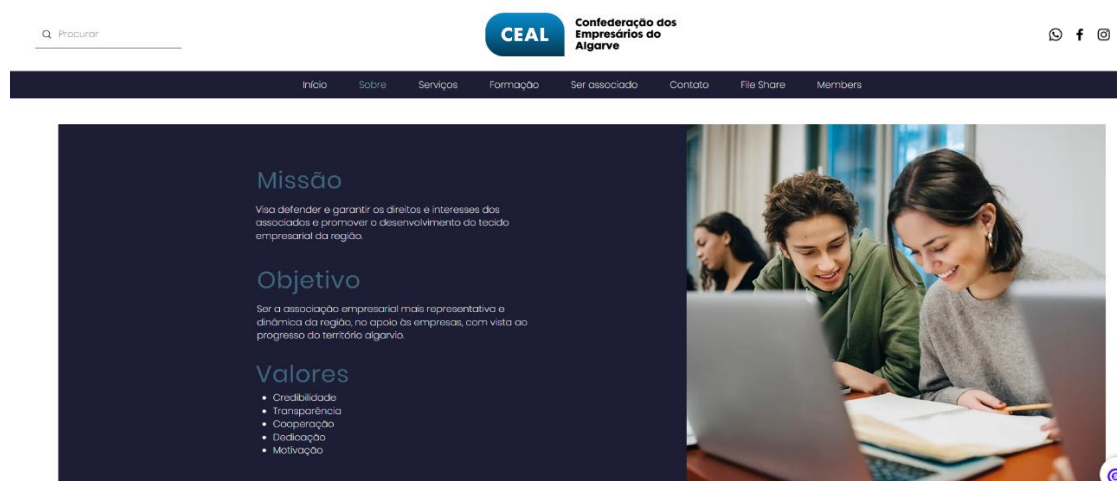 Procurar
CEAL
Confederação dos
Empresários do
Algarve
Início Sobre Serviços Formação Ser associado Contato File Share Members
Missão
Visa defender e garantir os direitos e interesses dos
associados e promover o desenvolvimento do tecido
empresarial da região.
Objetivo
Ser a associação empresarial mais representativa e
dinâmica da região, no apoio às empresas, com vista ao
progresso do território algarvio.
Valores
• Credibilidade
• Transparência
• Cooperação
• Dedicação
• Motivação